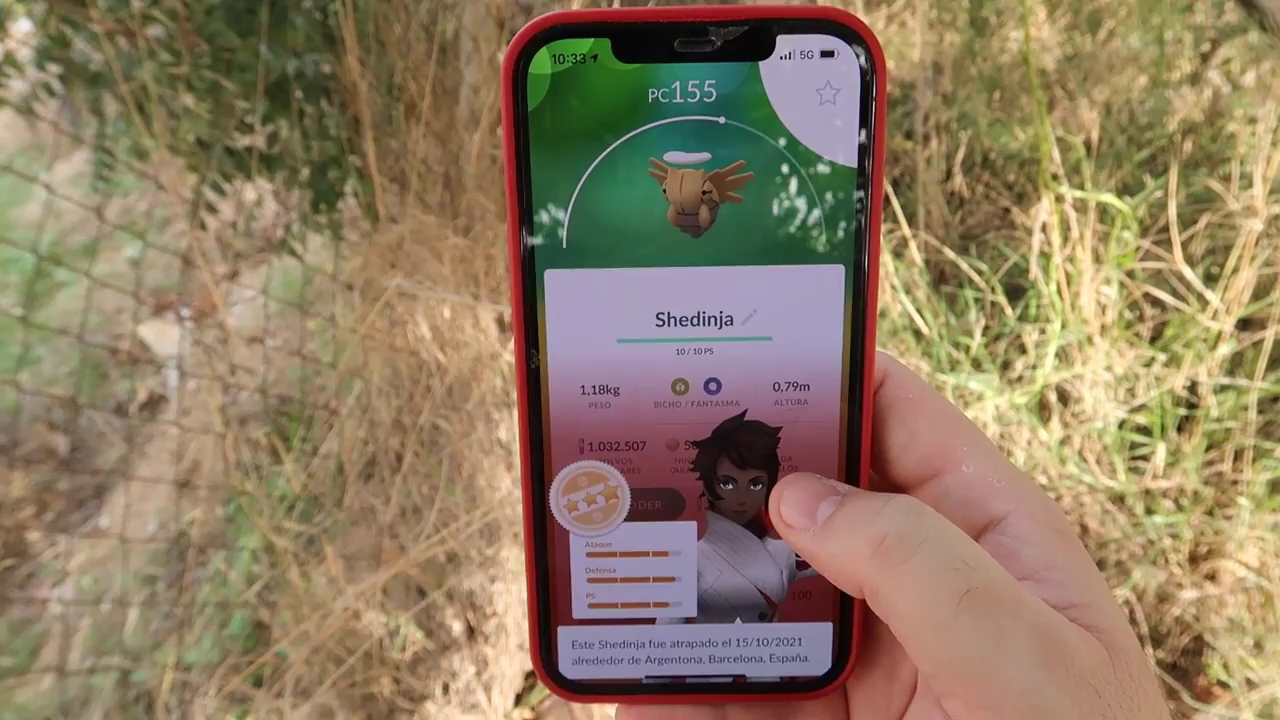 10:33
5G
PC155
Shedinja
10 / 10 PS
1,18kg
PESO
BICHO / FANTASMA
0,79m
ALTURA
1.032.507
Ataque
Defensa
PS
100
Este Shedinja fue atrapado el 15/10/2021
alrededor de Argentona, Barcelona, España.